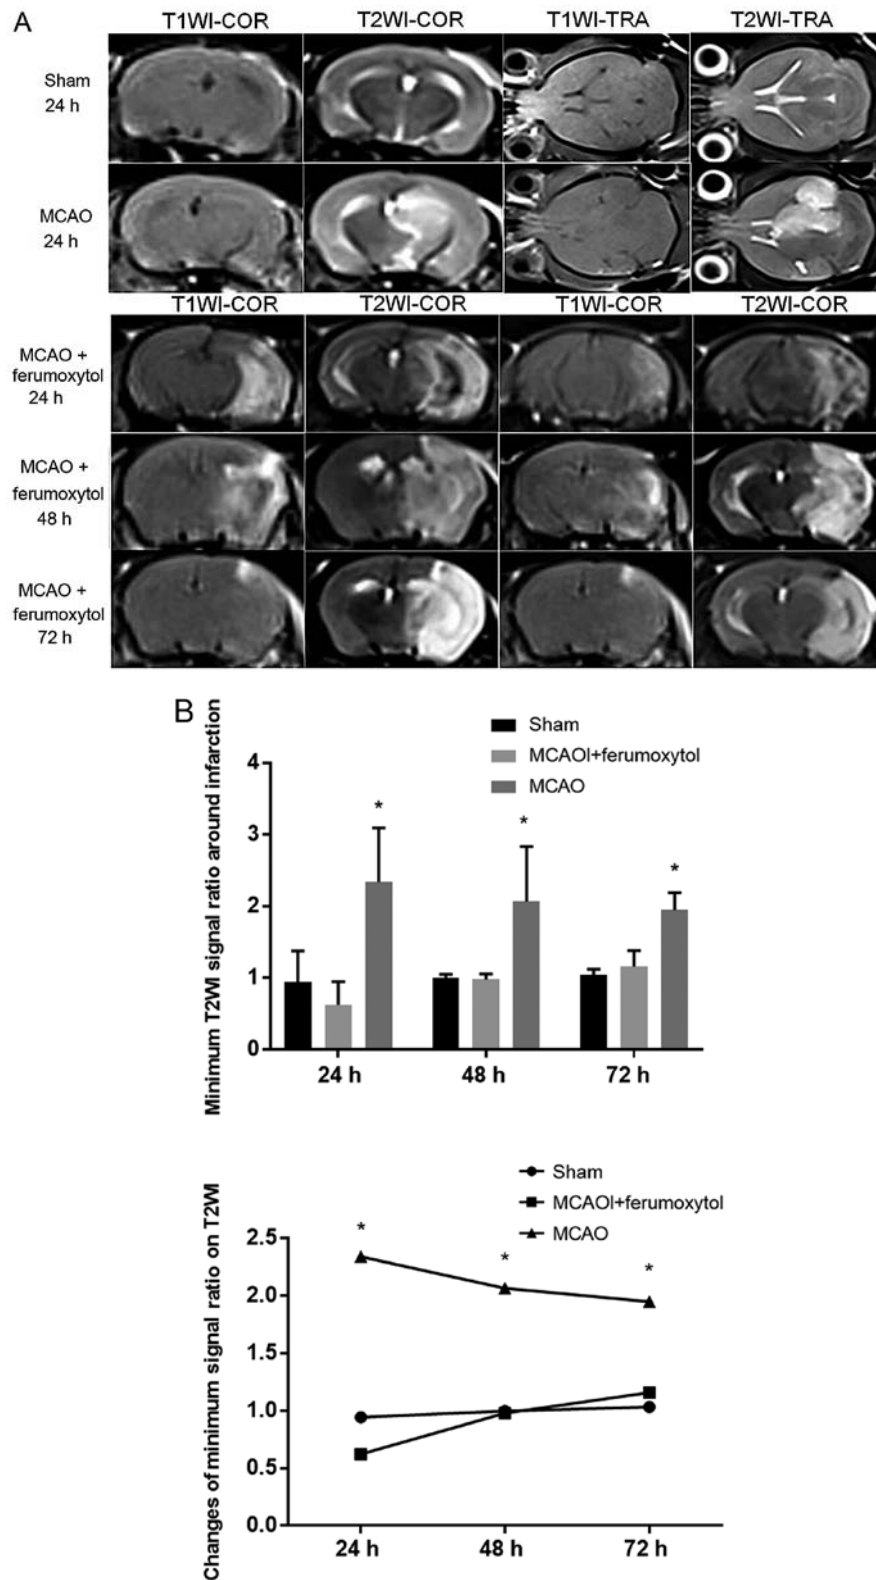 A
T1WI-COR T2WI-COR T1WI-TRA T2WI-TRA
Sham
24 h
MCAO
24 h
T1WI-COR T2WI-COR T1WI-COR T2WI-COR
MCAO +
ferumoxytol
24 h
MCAO +
ferumoxytol
48 h
MCAO +
ferumoxytol
72 h
B
Minimum T2WI signal ratio around infarction
Sham
MCAOI+ferumoxytol
MCAO
4
3
2
1
0
* * *
24 h 48 h 72 h
Changes of minimum signal ratio on T2WI
Sham
MCAOI+ferumoxytol
MCAO
2.5
2.0
1.5
1.0
0.5
0.0
* * *
24 h 48 h 72 h